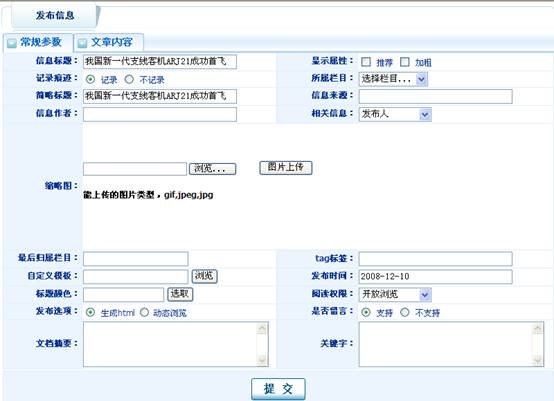 发布信息
常规参数 文章内容
信息标题： 我国新一代支线客机ARJ21成功首飞 显示属性： 推荐 加粗
记录痕迹： 记录 不记录 所属栏目： 选择栏目...
简略标题： 我国新一代支线客机ARJ21成功首飞 信息来源：
信息作者： 相关信息： 发布人
缩略图： 浏览... 图片上传
能上传的图片类型，gif,jpeg,jpg
最后归属栏目： tag标签：
自定义模板： 浏览 发布时间： 2008-12-10
标题颜色： 选取 阅读权限： 开放浏览
发布选项： 生成html 动态浏览 是否留言： 支持 不支持
文档摘要： 关键字：
提 交